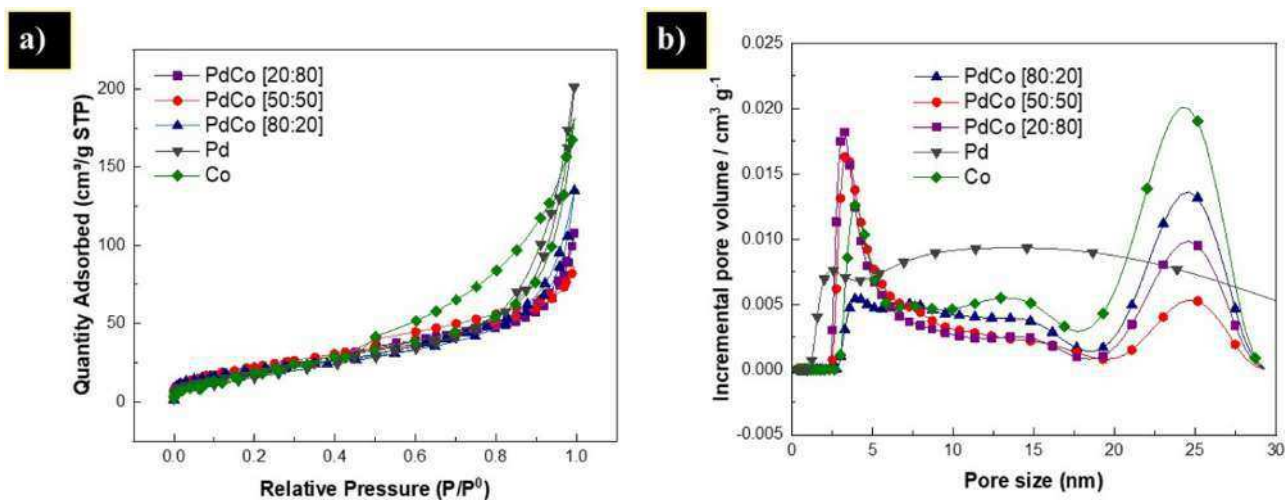 a)
PdCo [20:80]
PdCo [50:50]
PdCo [80:20]
Pd
Co
200
150
100
50
0
Quantity Adsorbed (cm³/g STP)
0.0 0.2 0.4 0.6 0.8 1.0
Relative Pressure (P/P⁰)
b)
PdCo [80:20]
PdCo [50:50]
PdCo [20:80]
Pd
Co
0.025
0.020
0.015
0.010
0.005
0.000
-0.005
Incremental pore volume / cm³ g⁻¹
0 5 10 15 20 25 30
Pore size (nm)